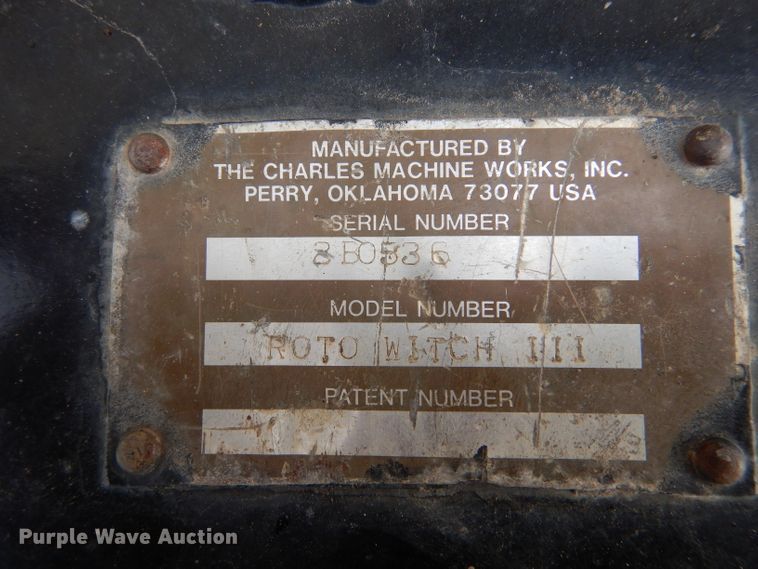 MANUFACTURED BY
THE CHARLES MACHINE WORKS, INC.
PERRY, OKLAHOMA 73077 USA
SERIAL NUMBER
3B0536
MODEL NUMBER
ROTO WITCH III
PATENT NUMBER
Purple Wave Auction